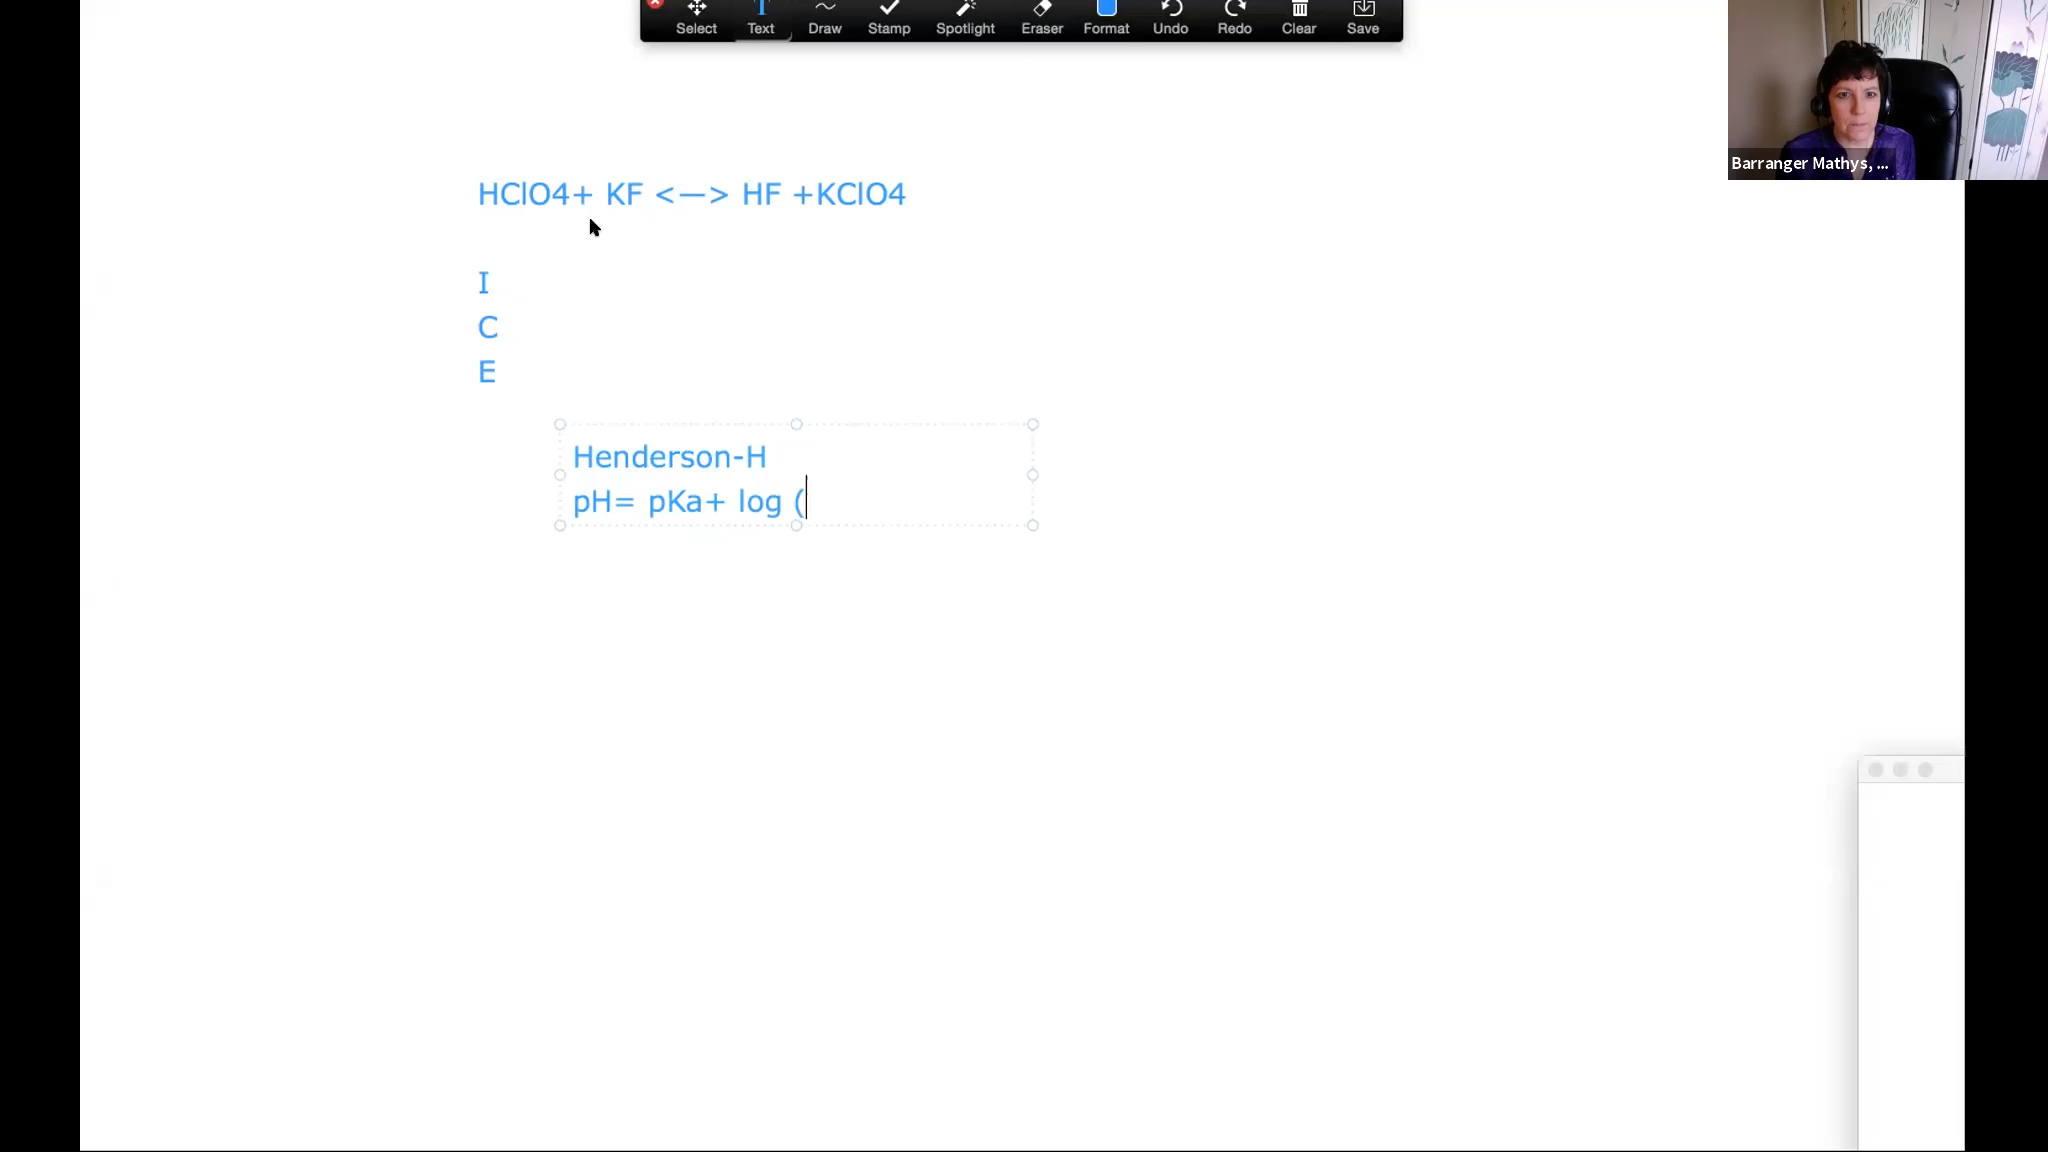 Select Text Draw Stamp Spotlight Eraser Format Undo Redo Clear Save
Barranger Mathys, ...
HClO4+ KF <—> HF +KClO4
I
C
E
Henderson-H
pH= pKa+ log (